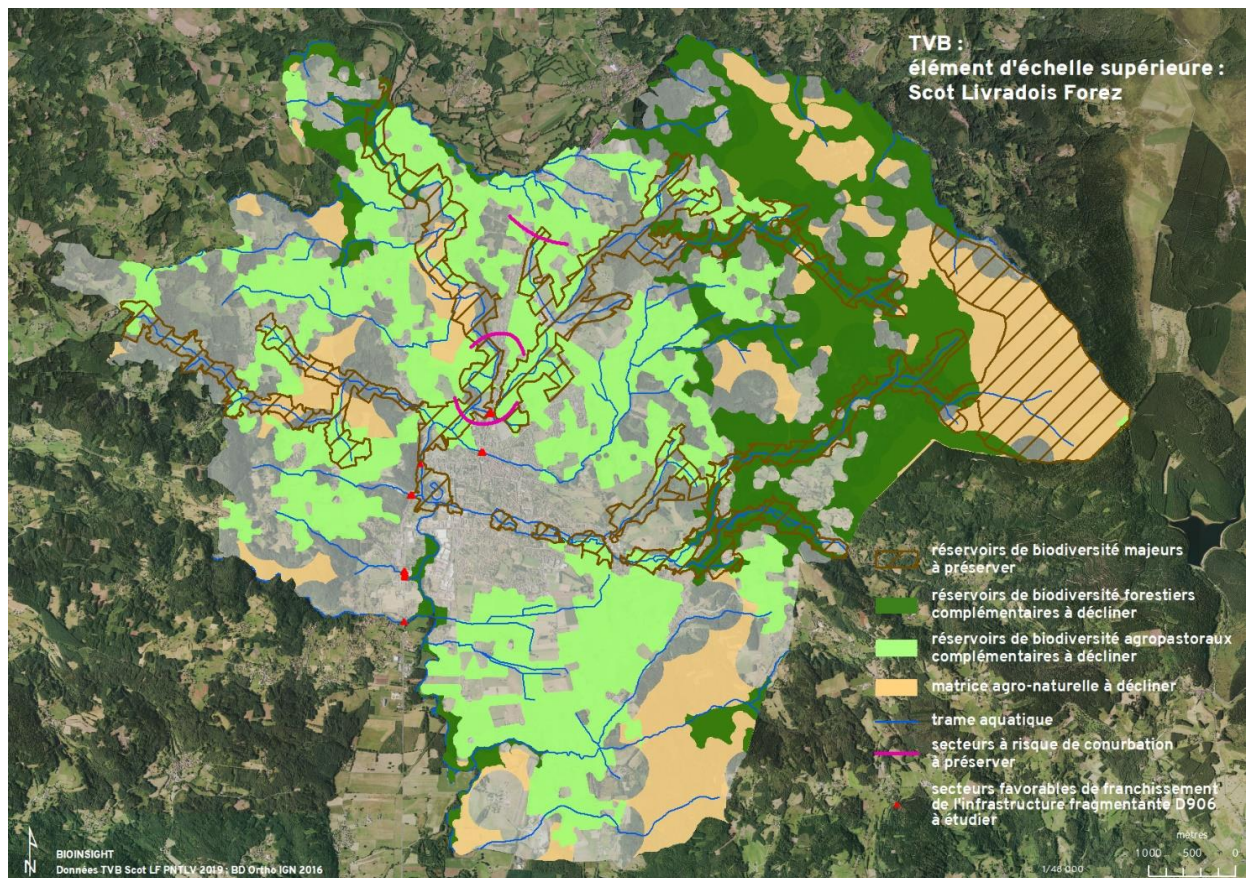 TVB :
élément d'échelle supérieure :
Scot Livradois Forez
réservoirs de biodiversité majeurs
à préserver
réservoirs de biodiversité forestiers
complémentaires à décliner
réservoirs de biodiversité agropastoraux
complémentaires à décliner
matrice agro-naturelle à décliner
trame aquatique
secteurs à risque de conurbation
à préserver
secteurs favorables de franchissement
de l'infrastructure fragmentante D906
à étudier
mètres
1000 500 0
1/48 000
N
BIOINSIGHT
Données TVB Scot LF PNTLV 2019 ; BD Ortho IGN 2016